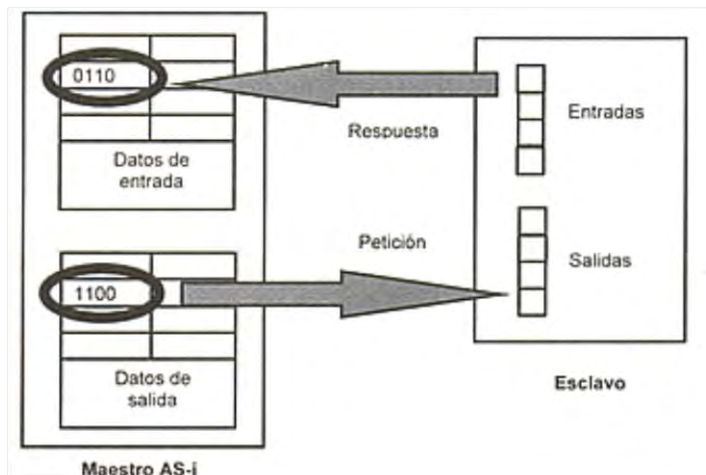 0110
Respuesta
Entradas
Datos de
entrada
Petición
1100
Salidas
Datos de
salida
Esclavo
Maestro AS-i